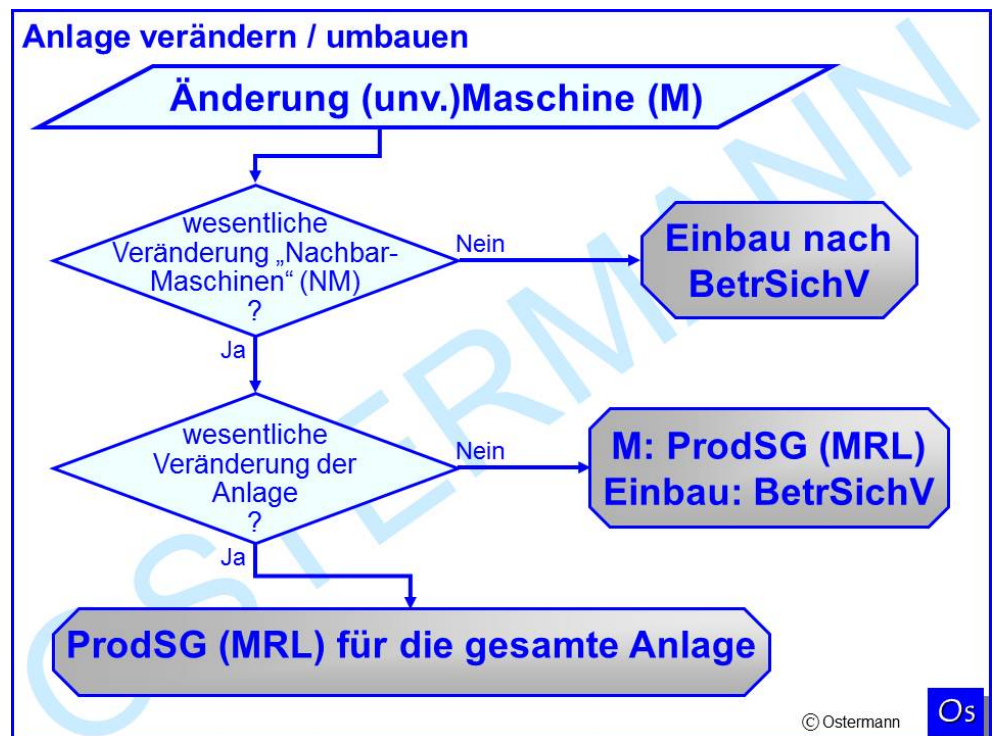 Anlage verändern / umbauen
Änderung (unv.)Maschine (M)
wesentliche
Veränderung „Nachbar-
Maschinen“ (NM)
?
Nein
Einbau nach
BetrSichV
Ja
wesentliche
Veränderung der
Anlage
?
Nein
M: ProdSG (MRL)
Einbau: BetrSichV
Ja
ProdSG (MRL) für die gesamte Anlage
OSTERMANN
© Ostermann
Os